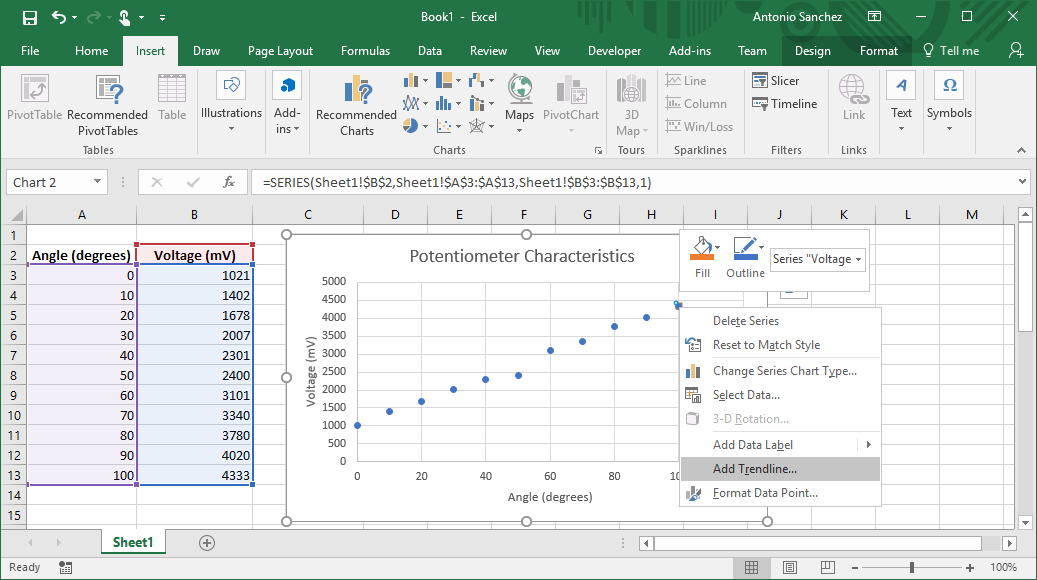 Book1 - Excel
Antonio Sanchez
File Home Insert Draw Page Layout Formulas Data Review View Developer Add-ins Team Design Format Tell me
PivotTable
Recommended
PivotTables
Table
Illustrations
Add-
ins
Recommended
Charts
Maps
PivotChart
3D
Map
Line
Column
Win/Loss
Slicer
Timeline
Link
Text
Symbols
Tables Charts Tours Sparklines Filters Links
Chart 2 fx =SERIES(Sheet1!$B$2,Sheet1!$A$3:$A$13,Sheet1!$B$3:$B$13,1)
A B C D E F G H I J K L M
1
2 Angle (degrees) Voltage (mV)
3 0 1021
4 10 1402
5 20 1678
6 30 2007
7 40 2301
8 50 2400
9 60 3101
10 70 3340
11 80 3780
12 90 4020
13 100 4333
14
15
Potentiometer Characteristics
Voltage (mV)
5000
4500
4000
3500
3000
2500
2000
1500
1000
500
0
0 20 40 60 80
Angle (degrees)
Fill Outline Series "Voltage
Delete Series
Reset to Match Style
Change Series Chart Type...
Select Data...
3-D Rotation...
Add Data Label
Add Trendline...
Format Data Point...
Sheet1
Ready 100%